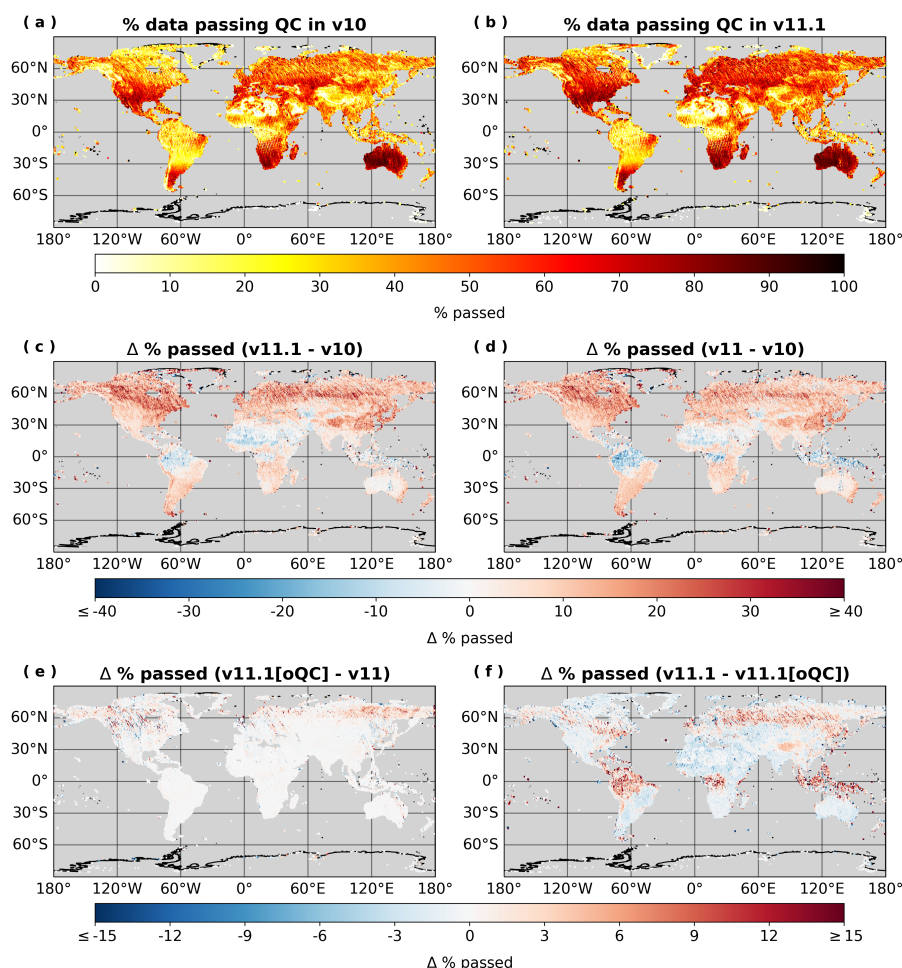 ( a ) % data passing QC in v10
( b ) % data passing QC in v11.1
60°N 60°N
30°N 30°N
0° 0°
30°S 30°S
60°S 60°S
180° 120°W 60°W 0° 60°E 120°E 180° 180° 120°W 60°W 0° 60°E 120°E 180°
0 10 20 30 40 50 60 70 80 90 100
% passed
( c ) Δ % passed (v11.1 - v10)
( d ) Δ % passed (v11 - v10)
60°N 60°N
30°N 30°N
0° 0°
30°S 30°S
60°S 60°S
180° 120°W 60°W 0° 60°E 120°E 180° 180° 120°W 60°W 0° 60°E 120°E 180°
≤ -40 -30 -20 -10 0 10 20 30 ≥ 40
Δ % passed
( e ) Δ % passed (v11.1[oQC] - v11)
( f ) Δ % passed (v11.1 - v11.1[oQC])
60°N 60°N
30°N 30°N
0° 0°
30°S 30°S
60°S 60°S
180° 120°W 60°W 0° 60°E 120°E 180° 180° 120°W 60°W 0° 60°E 120°E 180°
≤ -15 -12 -9 -6 -3 0 3 6 9 12 ≥ 15
Δ % passed